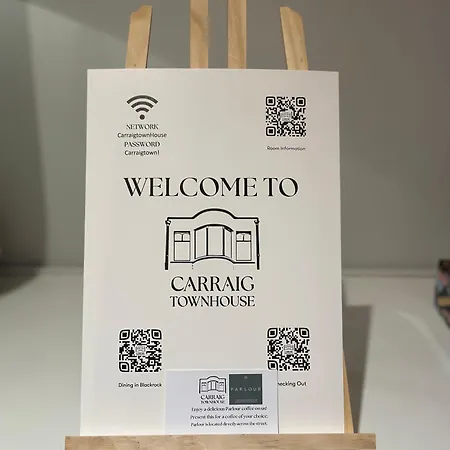 NETWORK
CarraigtownHouse
PASSWORD
Carraigtown!
Room Information
WELCOME TO
CARRAIG
TOWNHOUSE
Dining in Blackrock
hecking Out
CARRAIG
TOWNHOUSE
PARLOUR
Enjoy a delicious Parlour coffee on us!
Present this for a coffee of your choice.
Parlour is located directly across the street.